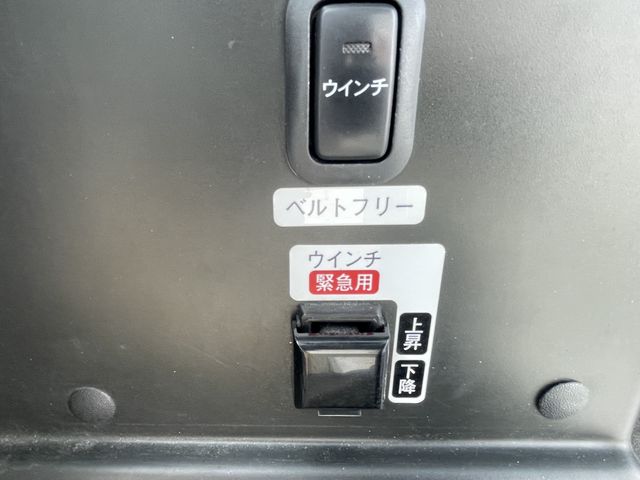 ウインチ
ベルトフリー
ウインチ
緊急用
上昇
下降